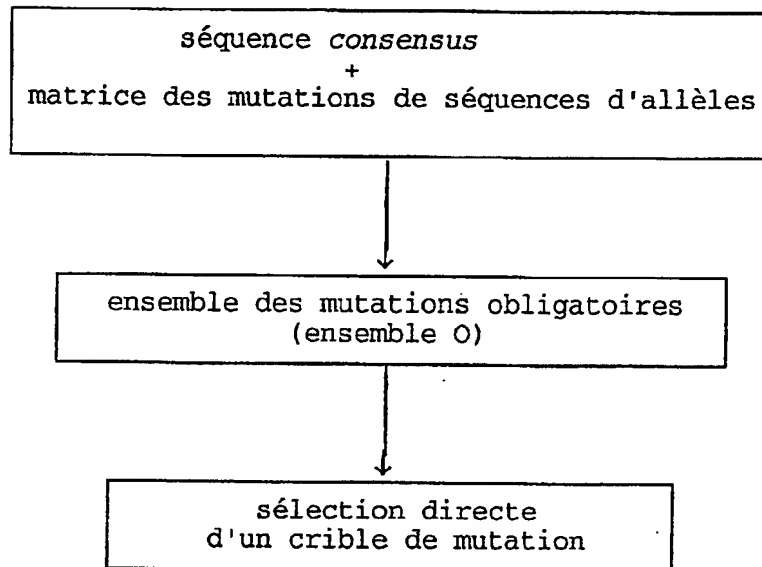 séquence consensus
+
matrice des mutations de séquences d'allèles
ensemble des mutations obligatoires
(ensemble O)
sélection directe
d'un crible de mutation